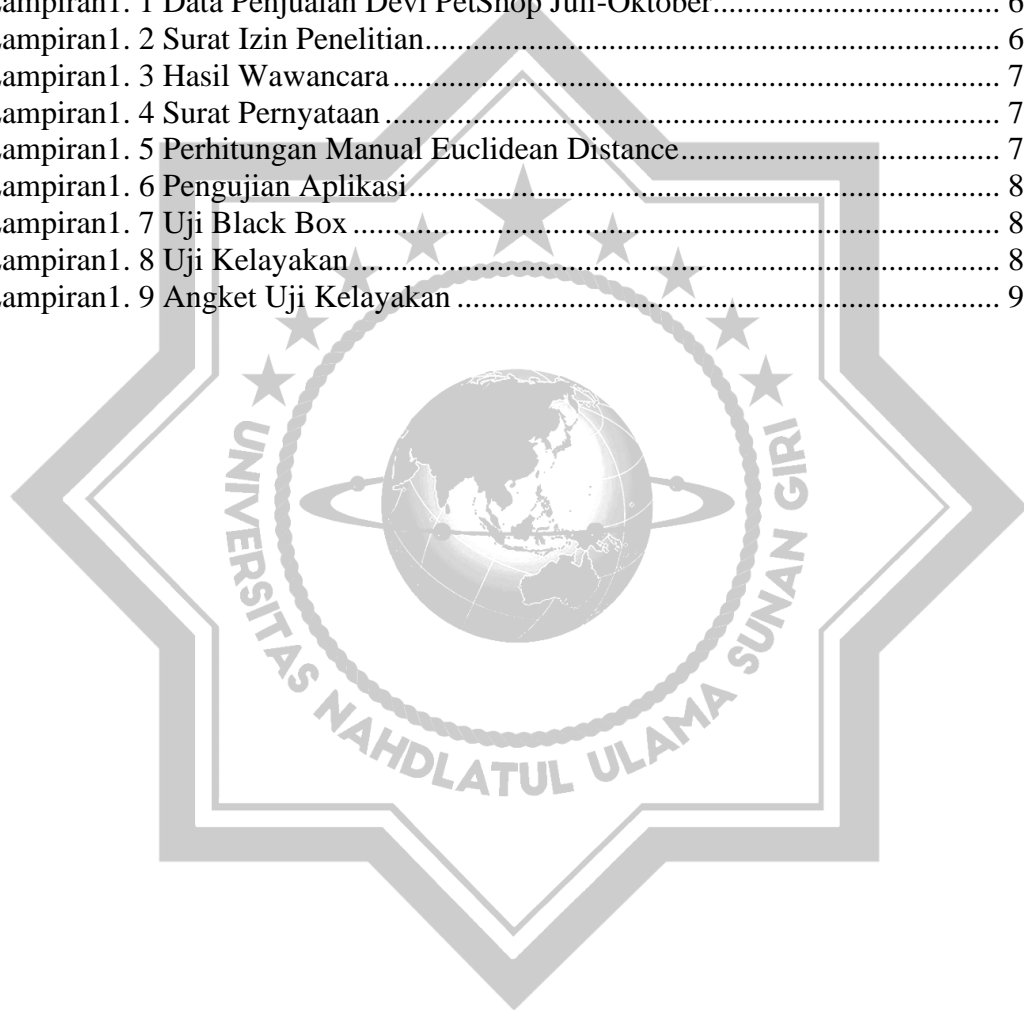 ampiran1. 1 Data Penjualan Devi PetShop Juli-Oktober.................................. 6
ampiran1. 2 Surat Izin Penelitian...................................................................... 6
ampiran1. 3 Hasil Wawancara.......................................................................... 7
ampiran1. 4 Surat Pernyataan ........................................................................... 7
ampiran1. 5 Perhitungan Manual Euclidean Distance....................................... 7
ampiran1. 6 Pengujian Aplikasi........................................................................ 8
ampiran1. 7 Uji Black Box ............................................................................... 8
ampiran1. 8 Uji Kelayakan............................................................................... 8
ampiran1. 9 Angket Uji Kelayakan .................................................................. 9
UNIVERSITAS NAHDLATUL ULAMA SUNAN GIRI